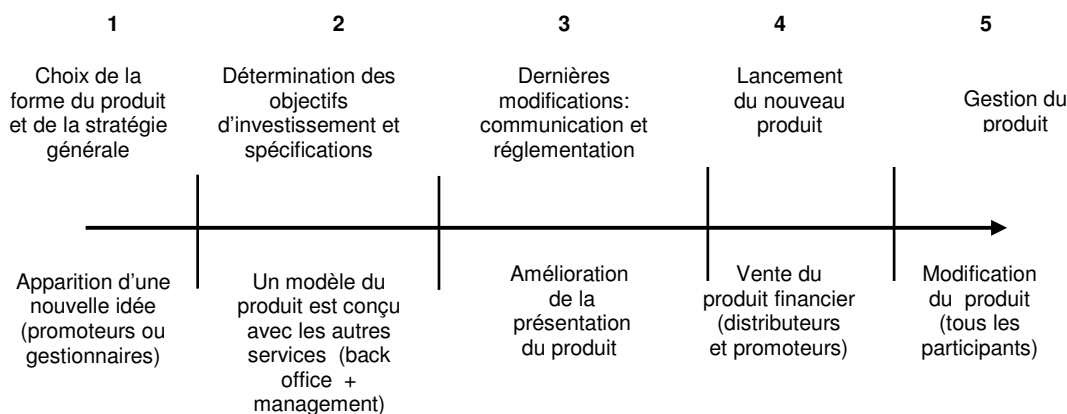 1
2
3
4
5
Choix de la
forme du produit
et de la stratégie
générale
Détermination des
objectifs
d'investissement et
spécifications
Dernières
modifications:
communication et
réglementation
Lancement
du nouveau
produit
Gestion du
produit
Apparition d'une
nouvelle idée
(promoteurs ou
gestionnaires)
Un modèle du
produit est conçu
avec les autres
services (back
office +
management)
Amélioration
de la
présentation
du produit
Vente du
produit financier
(distributeurs
et promoteurs)
Modification
du produit
(tous les
participants)